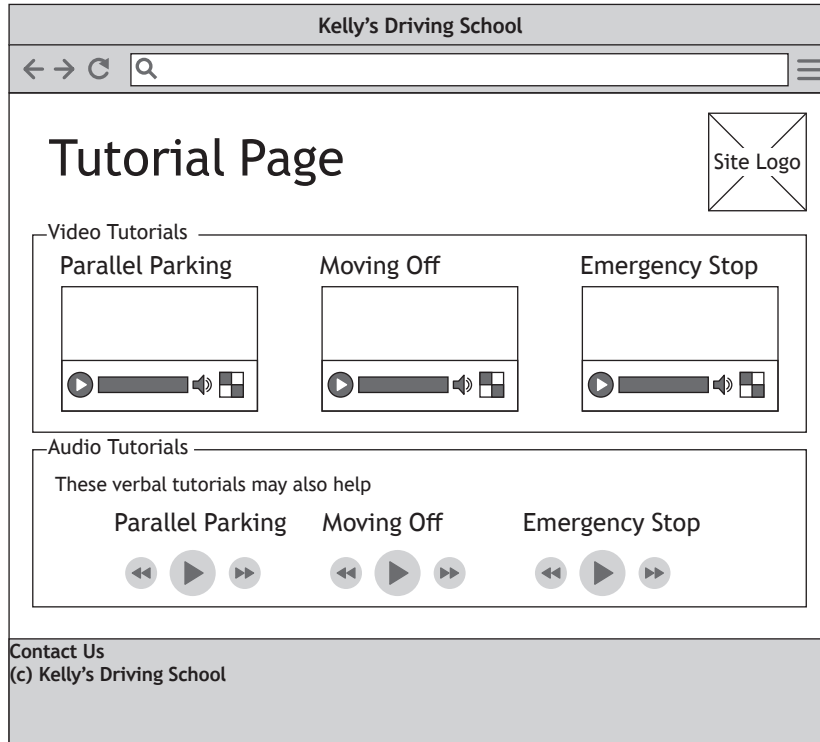 Kelly’s Driving School
Tutorial Page
Site Logo
Video Tutorials
Parallel Parking Moving Off Emergency Stop
Audio Tutorials
These verbal tutorials may also help
Parallel Parking Moving Off Emergency Stop
Contact Us
(c) Kelly’s Driving School